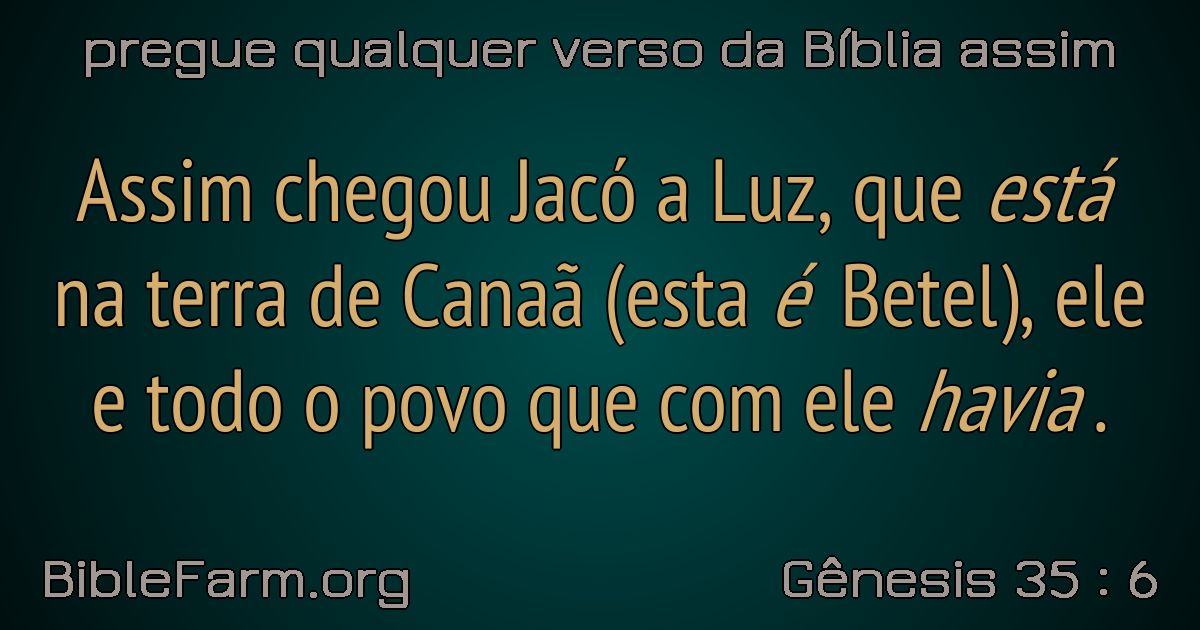 pregue qualquer verso da Bíblia assim
Assim chegou Jacó a Luz, que está
na terra de Canaã (esta é Betel), ele
e todo o povo que com ele havia .
BibleFarm.org
Gênesis 35 : 6